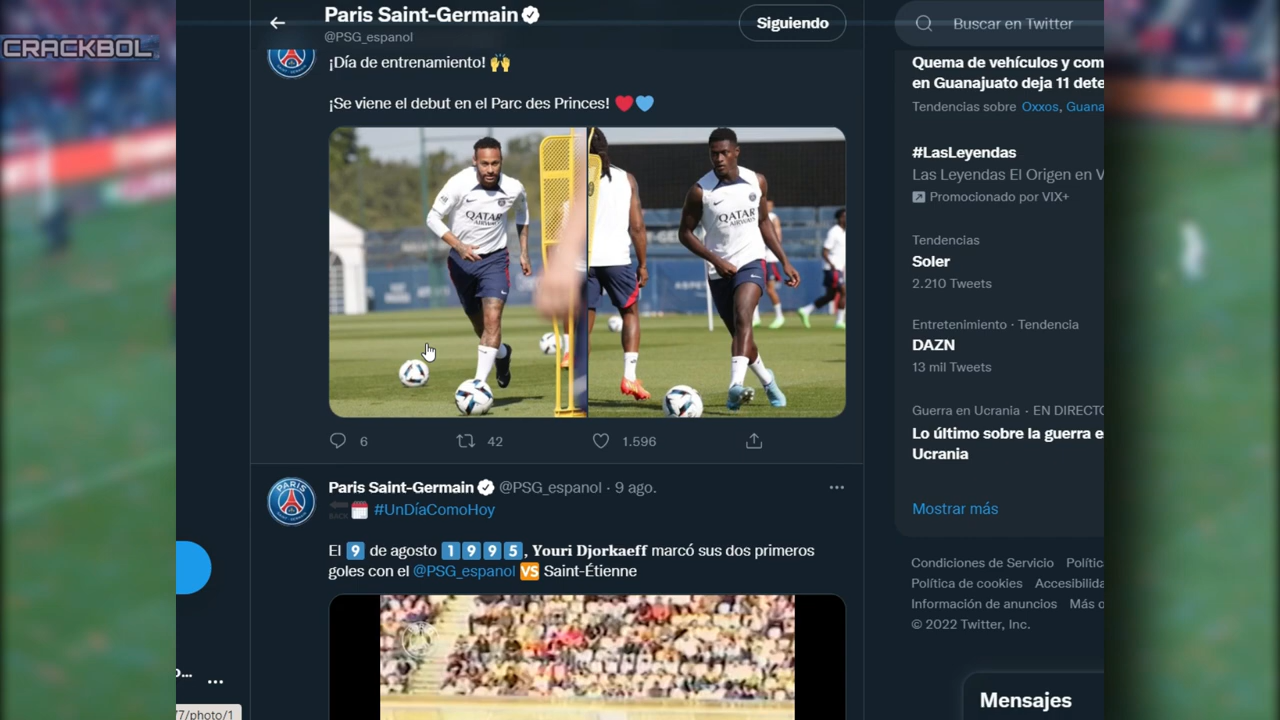 CRACKBOL
Paris Saint-Germain
@PSG_espanol
Siguiendo
¡Día de entrenamiento! 🙌
¡Se viene el debut en el Parc des Princes! ❤️💙
QATAR
AIRWAYS
QATAR
AIRWAYS
6
42
1.596
PARIS
Paris Saint-Germain @PSG_espanol · 9 ago.
BACK #UnDíaComoHoy
El 9 de agosto 1995, Youri Djorkaeff marcó sus dos primeros
goles con el @PSG_espanol VS Saint-Étienne
Buscar en Twitter
Quema de vehículos y com
en Guanajuato deja 11 dete
Tendencias sobre Oxxos, Guana
#LasLeyendas
Las Leyendas El Origen en V
Promocionado por VIX+
Tendencias
Soler
2.210 Tweets
Entretenimiento · Tendencia
DAZN
13 mil Tweets
Guerra en Ucrania · EN DIRECTO
Lo último sobre la guerra e
Ucrania
Mostrar más
Condiciones de Servicio Polític
Política de cookies Accesibilida
Información de anuncios Más o
© 2022 Twitter, Inc.
Mensajes
o...
77/photo/1